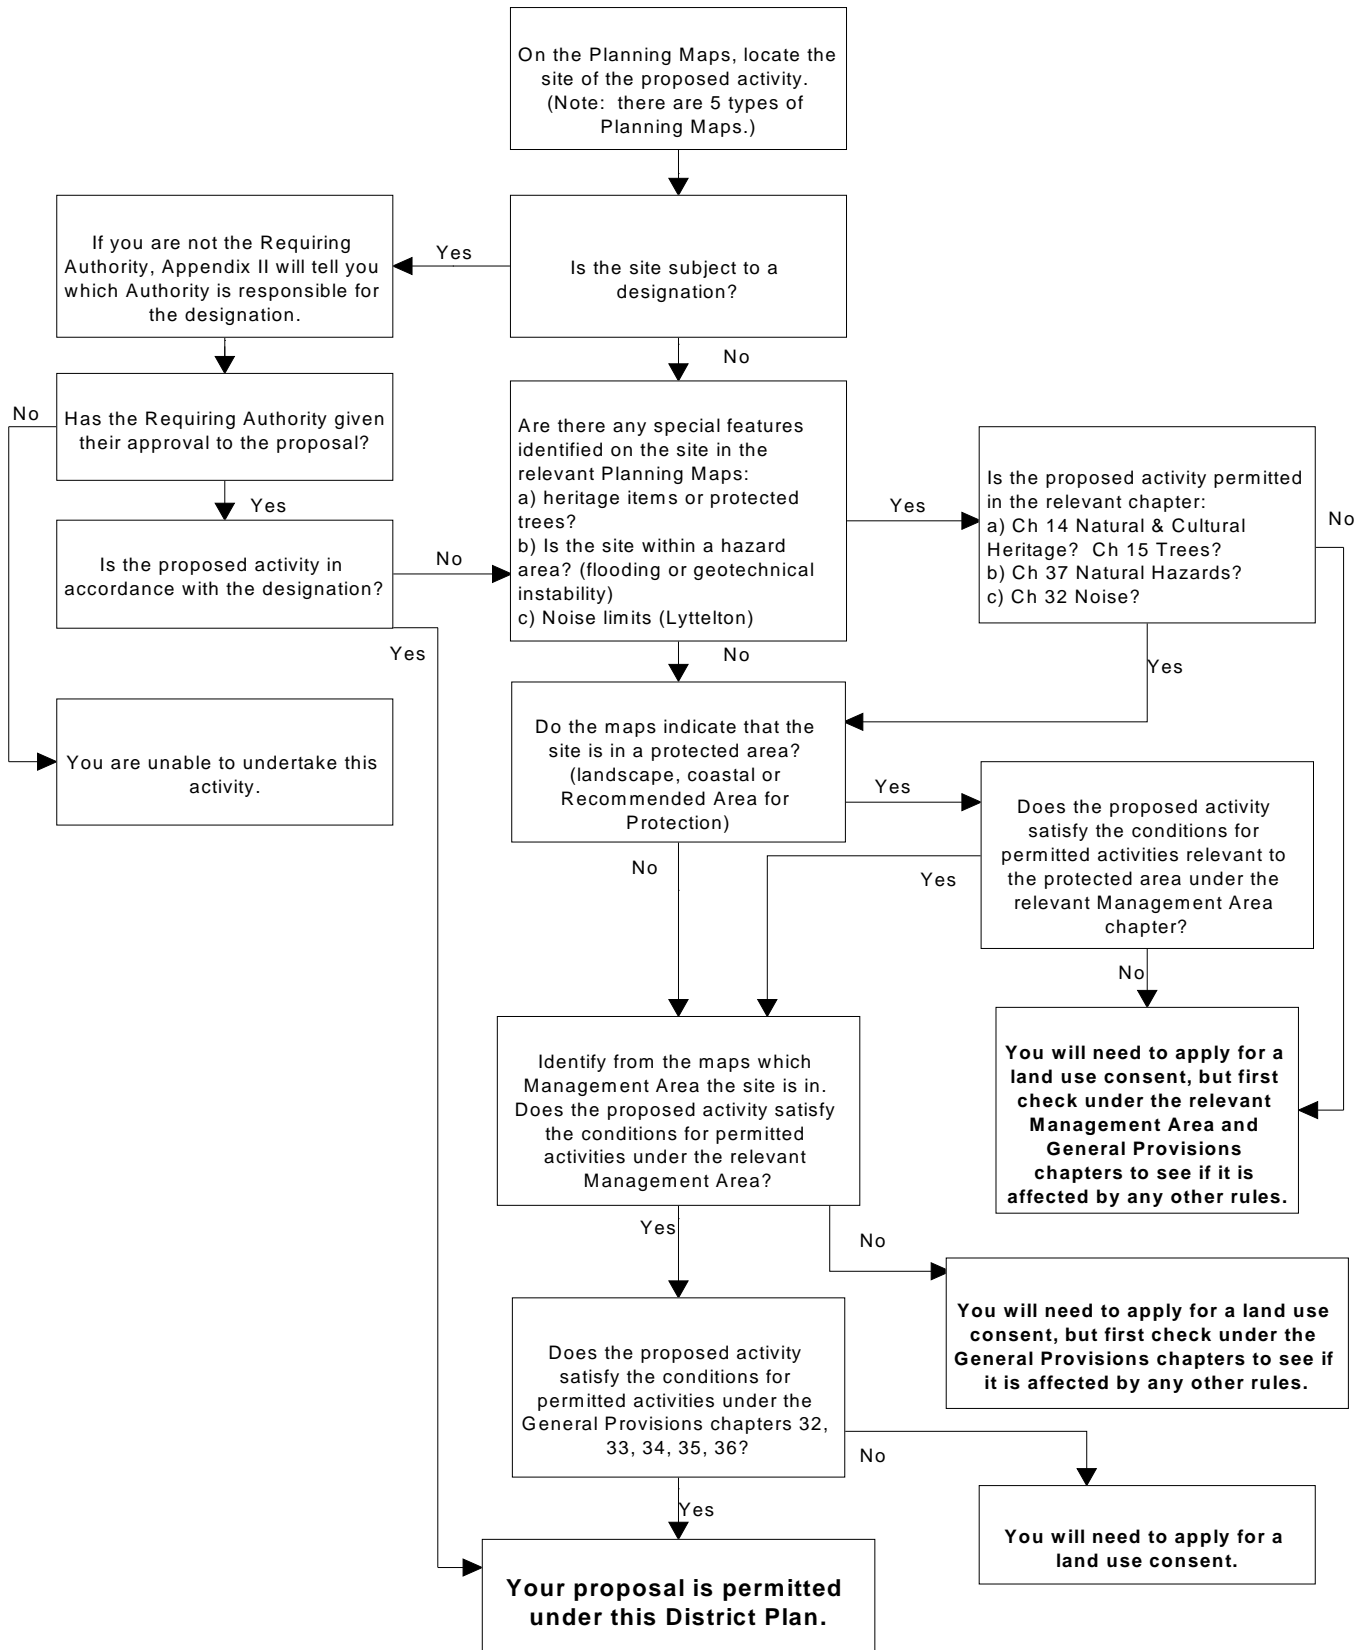 On the Planning Maps, locate the
site of the proposed activity.
(Note:  there are 5 types of
Planning Maps.)
If you are not the Requiring
Authority, Appendix II will tell you
which Authority is responsible for
the designation.
Yes
Is the site subject to a
designation?
No
No
Has the Requiring Authority given
their approval to the proposal?
Yes
Is the proposed activity in
accordance with the designation?
No
Yes
You are unable to undertake this
activity.
Are there any special features
identified on the site in the
relevant Planning Maps:
a) heritage items or protected
trees?
b) Is the site within a hazard
area? (flooding or geotechnical
instability)
c) Noise limits (Lyttelton)
Yes
Is the proposed activity permitted
in the relevant chapter:
a) Ch 14 Natural & Cultural
Heritage?  Ch 15 Trees?
b) Ch 37 Natural Hazards?
c) Ch 32 Noise?
No
No
Yes
Do the maps indicate that the
site is in a protected area?
(landscape, coastal or
Recommended Area for
Protection)
Yes
No
Does the proposed activity
satisfy the conditions for
permitted activities relevant to
the protected area under the
relevant Management Area
chapter?
Yes
No
You will need to apply for a
land use consent, but first
check under the relevant
Management Area and
General Provisions
chapters to see if it is
affected by any other rules.
Identify from the maps which
Management Area the site is in.
Does the proposed activity satisfy
the conditions for permitted
activities under the relevant
Management Area?
Yes
No
You will need to apply for a land use
consent, but first check under the
General Provisions chapters to see if
it is affected by any other rules.
Does the proposed activity
satisfy the conditions for
permitted activities under the
General Provisions chapters 32,
33, 34, 35, 36?
No
Yes
You will need to apply for a
land use consent.
Your proposal is permitted
under this District Plan.